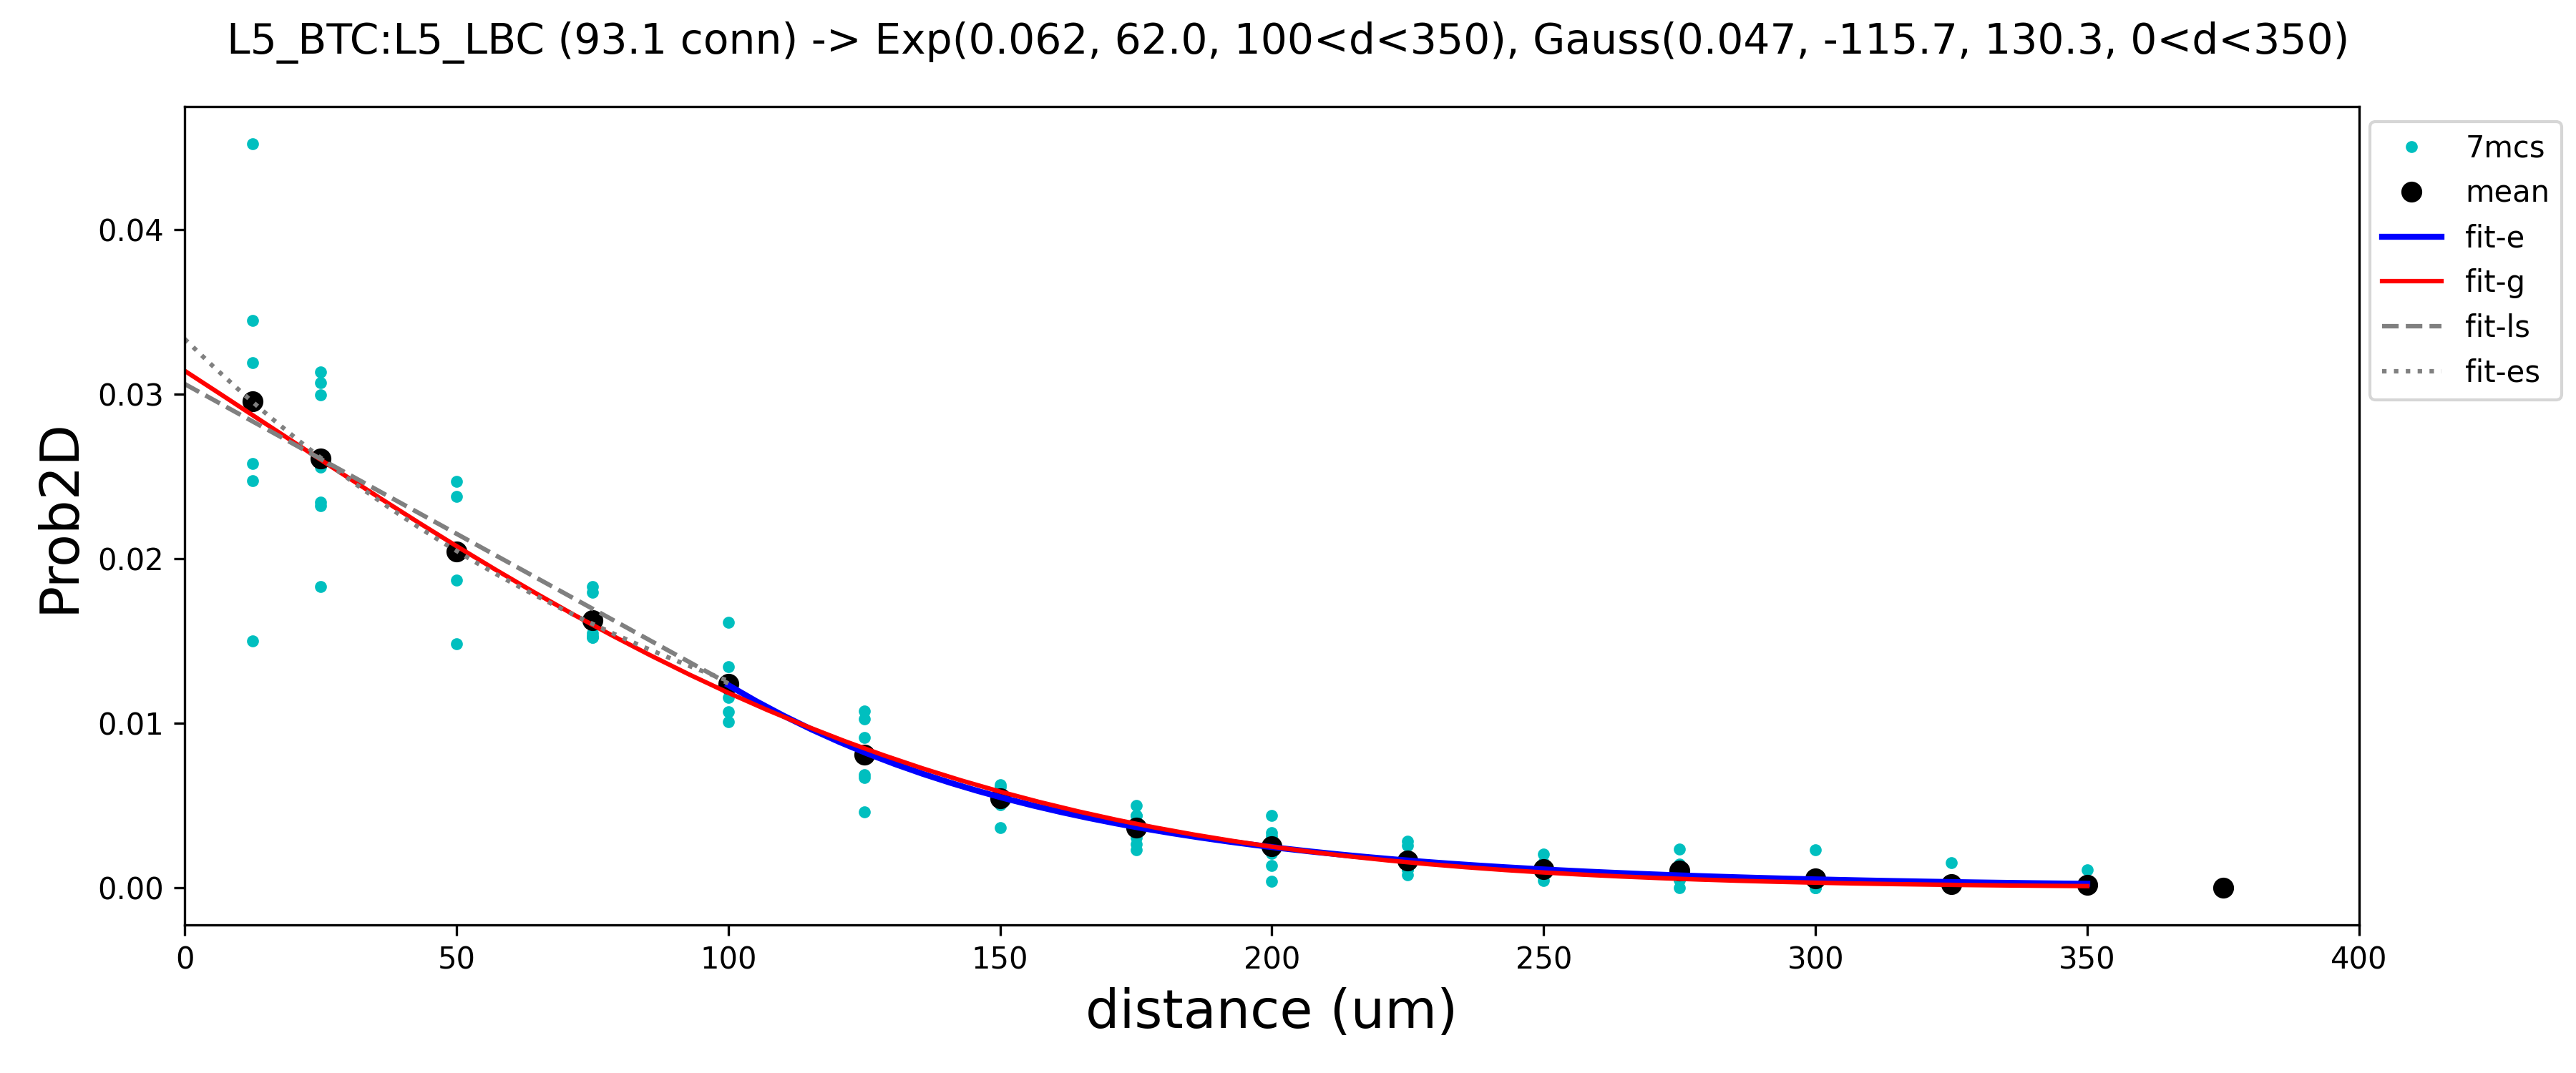 L5_BTC:L5_LBC (93.1 conn) -> Exp(0.062, 62.0, 100<d<350), Gauss(0.047, -115.7, 130.3, 0<d<350)
7mcs
mean
fit-e
fit-g
fit-ls
fit-es
Prob2D
0.04
0.03
0.02
0.01
0.00
0 50 100 150 200 250 300 350 400
distance (um)